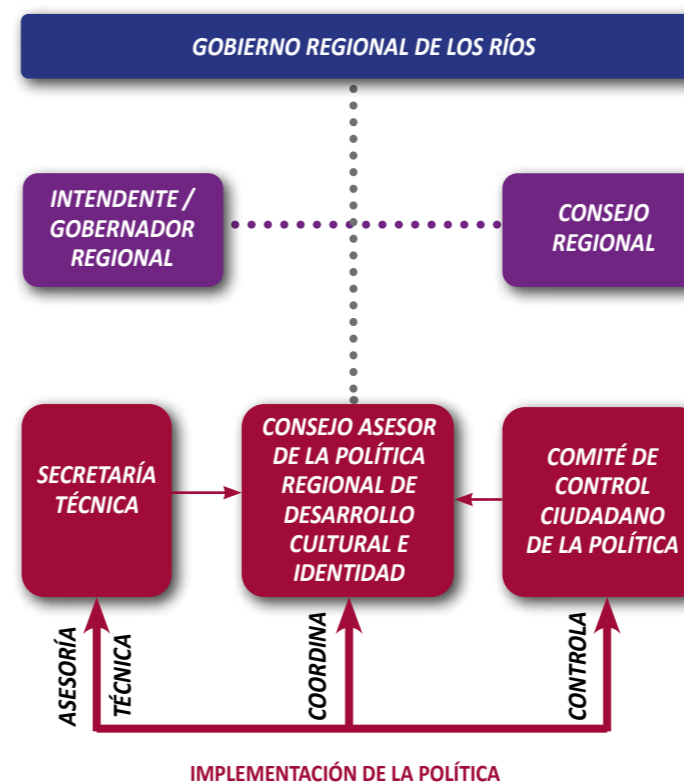 GOBIERNO REGIONAL DE LOS RÍOS
INTENDENTE /
GOBERNADOR
REGIONAL
CONSEJO
REGIONAL
SECRETARÍA
TÉCNICA
CONSEJO ASESOR
DE LA POLÍTICA
REGIONAL DE
DESARROLLO
CULTURAL E
IDENTIDAD
COMITÉ DE
CONTROL
CIUDADANO
DE LA POLÍTICA
ASESORÍA
TÉCNICA
COORDINA
CONTROLA
IMPLEMENTACIÓN DE LA POLÍTICA